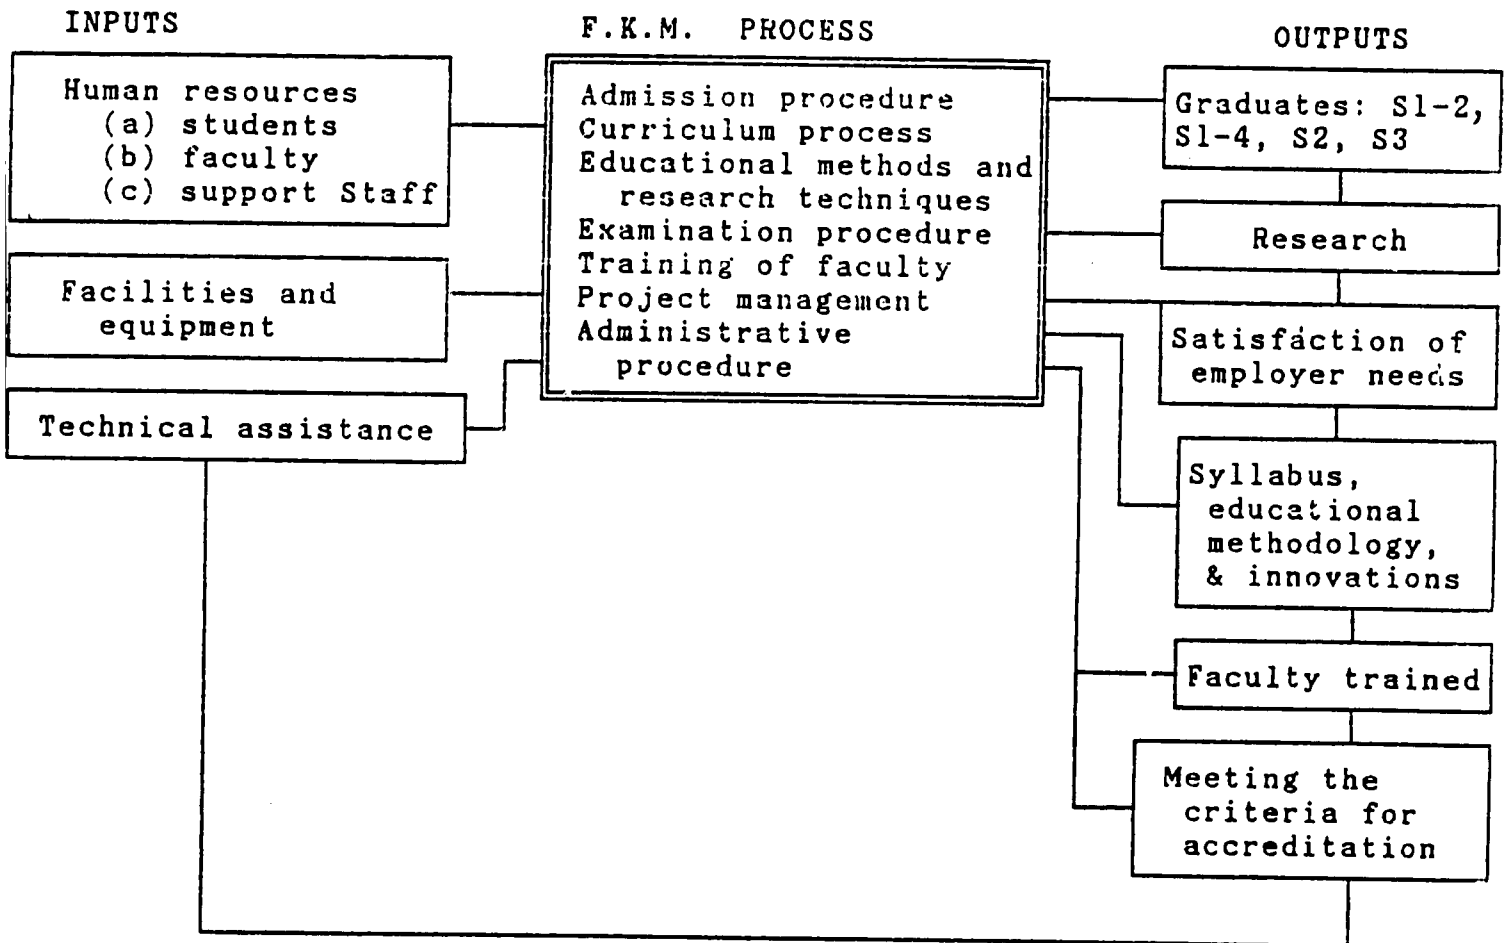 INPUTS
Human resources
(a) students
(b) faculty
(c) support Staff
Facilities and
equipment
Technical assistance
F.K.M. PROCESS
Admission procedure
Curriculum process
Educational methods and
research techniques
Examination procedure
Training of faculty
Project management
Administrative
procedure
OUTPUTS
Graduates: S1-2,
S1-4, S2, S3
Research
Satisfaction of
employer needs
Syllabus,
educational
methodology,
& innovations
Faculty trained
Meeting the
criteria for
accreditation